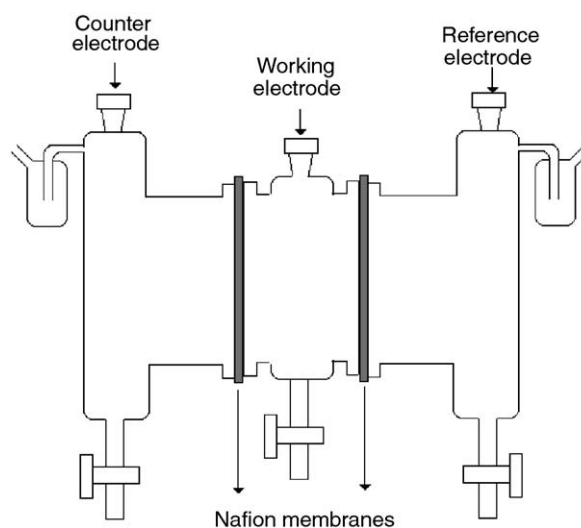 Counter
electrode
Working
electrode
Reference
electrode
Nafion membranes